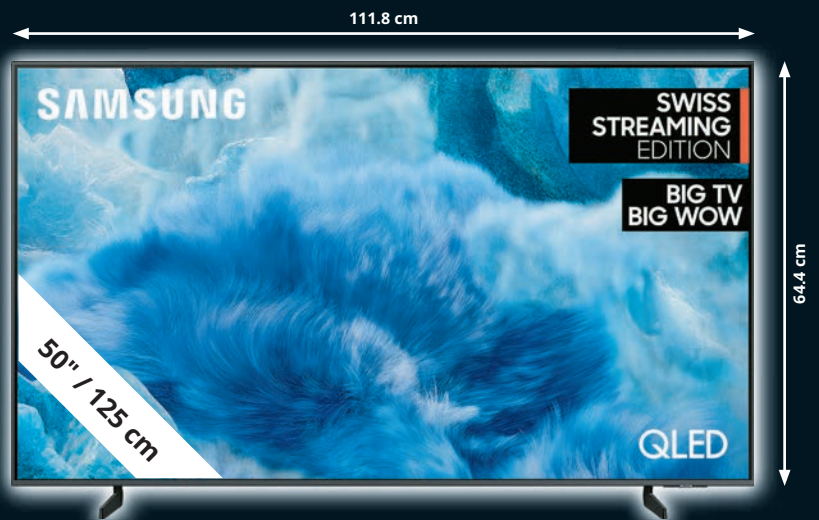 111.8 cm
SAMSUNG
SWISS
STREAMING
EDITION
BIG TV
BIG WOW
64.4 cm
50" / 125 cm
QLED